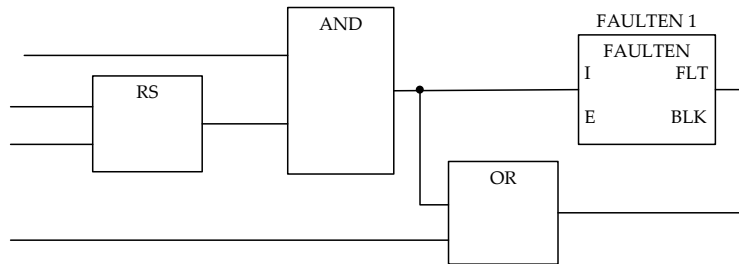 AND
FAULTEN 1
FAULTEN
I FLT
RS
E BLK
OR